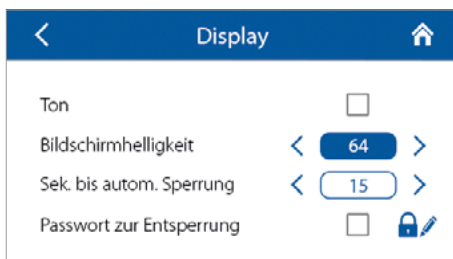 Display
Ton
Bildschirmhelligkeit 64
Sek. bis autom. Sperrung 15
Passwort zur Entsperrung